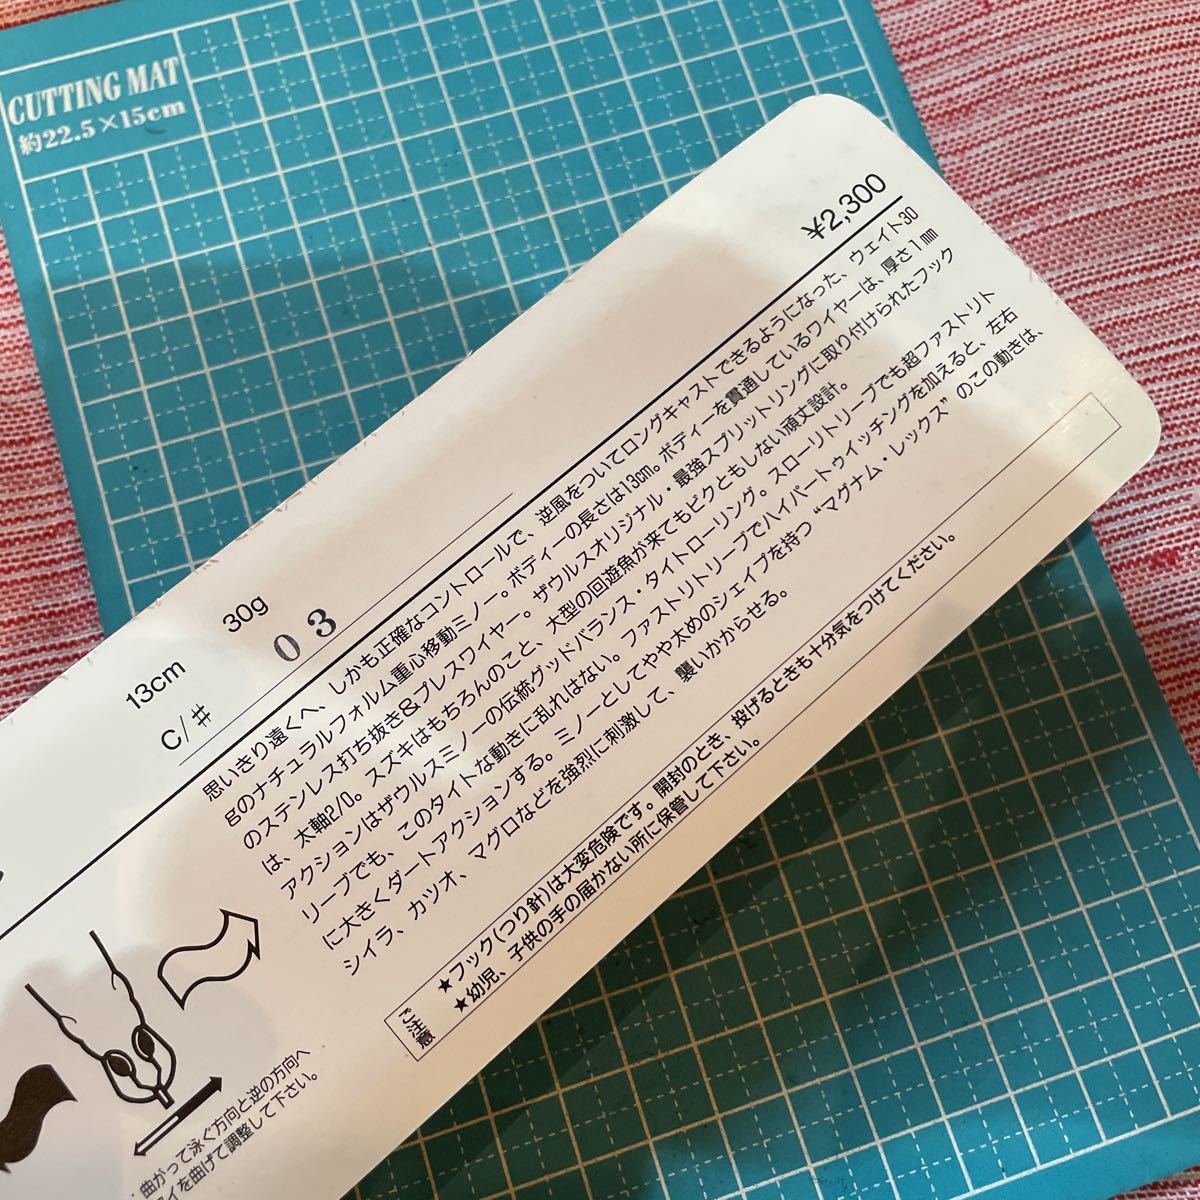 CUTTING MAT
約22.5×15cm
¥2,300
13cm
30g
C/#
03
思いきり遠くへ、しかも正確なコントロールで、逆風をついてロングキャストできるようになった、ウェイト30
gのナチュラルフォルム重心移動ミノー。ボディーの長さは13cm。ボディーを貫通しているワイヤーは、厚さ1㎜
のステンレス打ち抜き&プレスワイヤー。ザウルスオリジナル・最強スプリットリングに取り付けられたフック
は、太軸2/0。スズキはもちろんのこと、大型の回遊魚が来てもビクともしない頑丈設計。
アクションはザウルスミノーの伝統グッドバランス・タイトローリング。スローリトリーブでも超ファストリト
リーブでも、このタイトな動きに乱れはない。ファストリトリーブでハイパートゥイッチングを加えると、左右
に大きくダートアクションする。ミノーとしてやや太めのシェイプを持つ“マグナム・レックス”のこの動きは、
シイラ、カツオ、マグロなどを強烈に刺激して、襲いかからせる。
ご注意
★フック(つり針)は大変危険です。開封のとき、投げるときも十分気をつけてください。
★幼児、子供の手の届かない所に保管して下さい。
曲がって泳ぐ方向と逆の方向へ
イを曲げて調整して下さい。